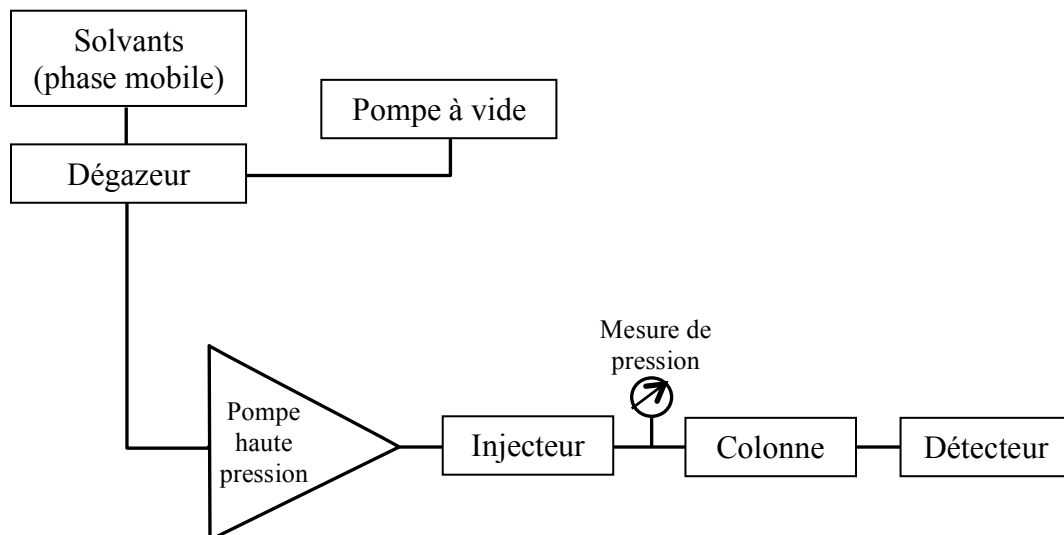 Solvants
(phase mobile)
Pompe à vide
Dégazeur
Mesure de
pression
Pompe
haute
pression
Injecteur
Colonne
Détecteur